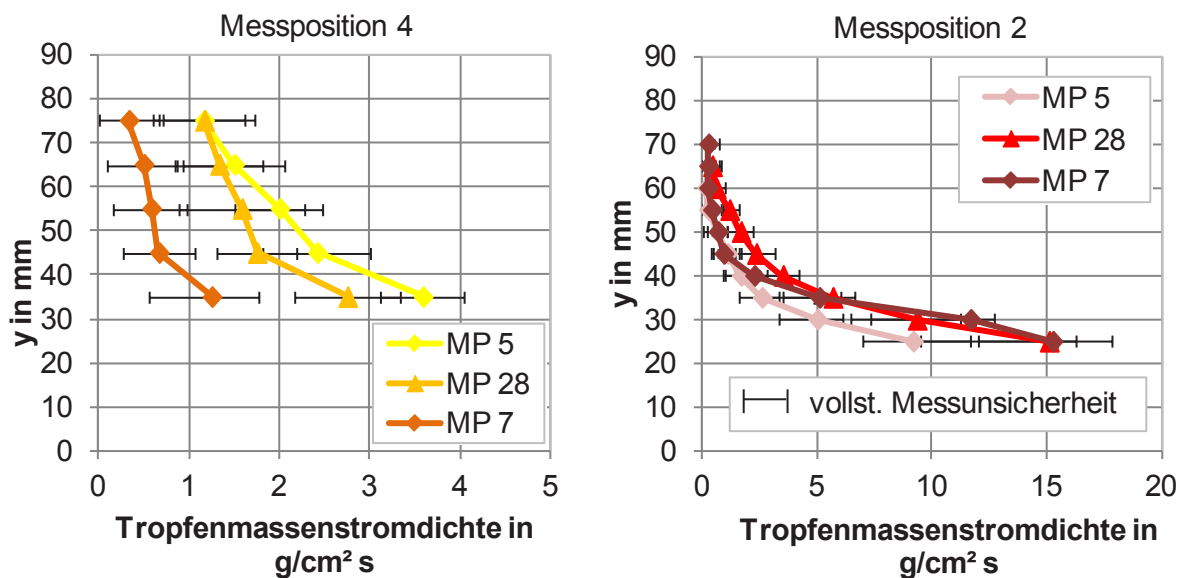 Messposition 4
90
80
70
60
50
40
30
20
10
0
y in mm
0 1 2 3 4 5
Tropfenmassenstromdichte in
g/cm² s
MP 5
MP 28
MP 7
Messposition 2
90
80
70
60
50
40
30
20
10
0
y in mm
0 5 10 15 20
Tropfenmassenstromdichte in
g/cm² s
MP 5
MP 28
MP 7
vollst. Messunsicherheit